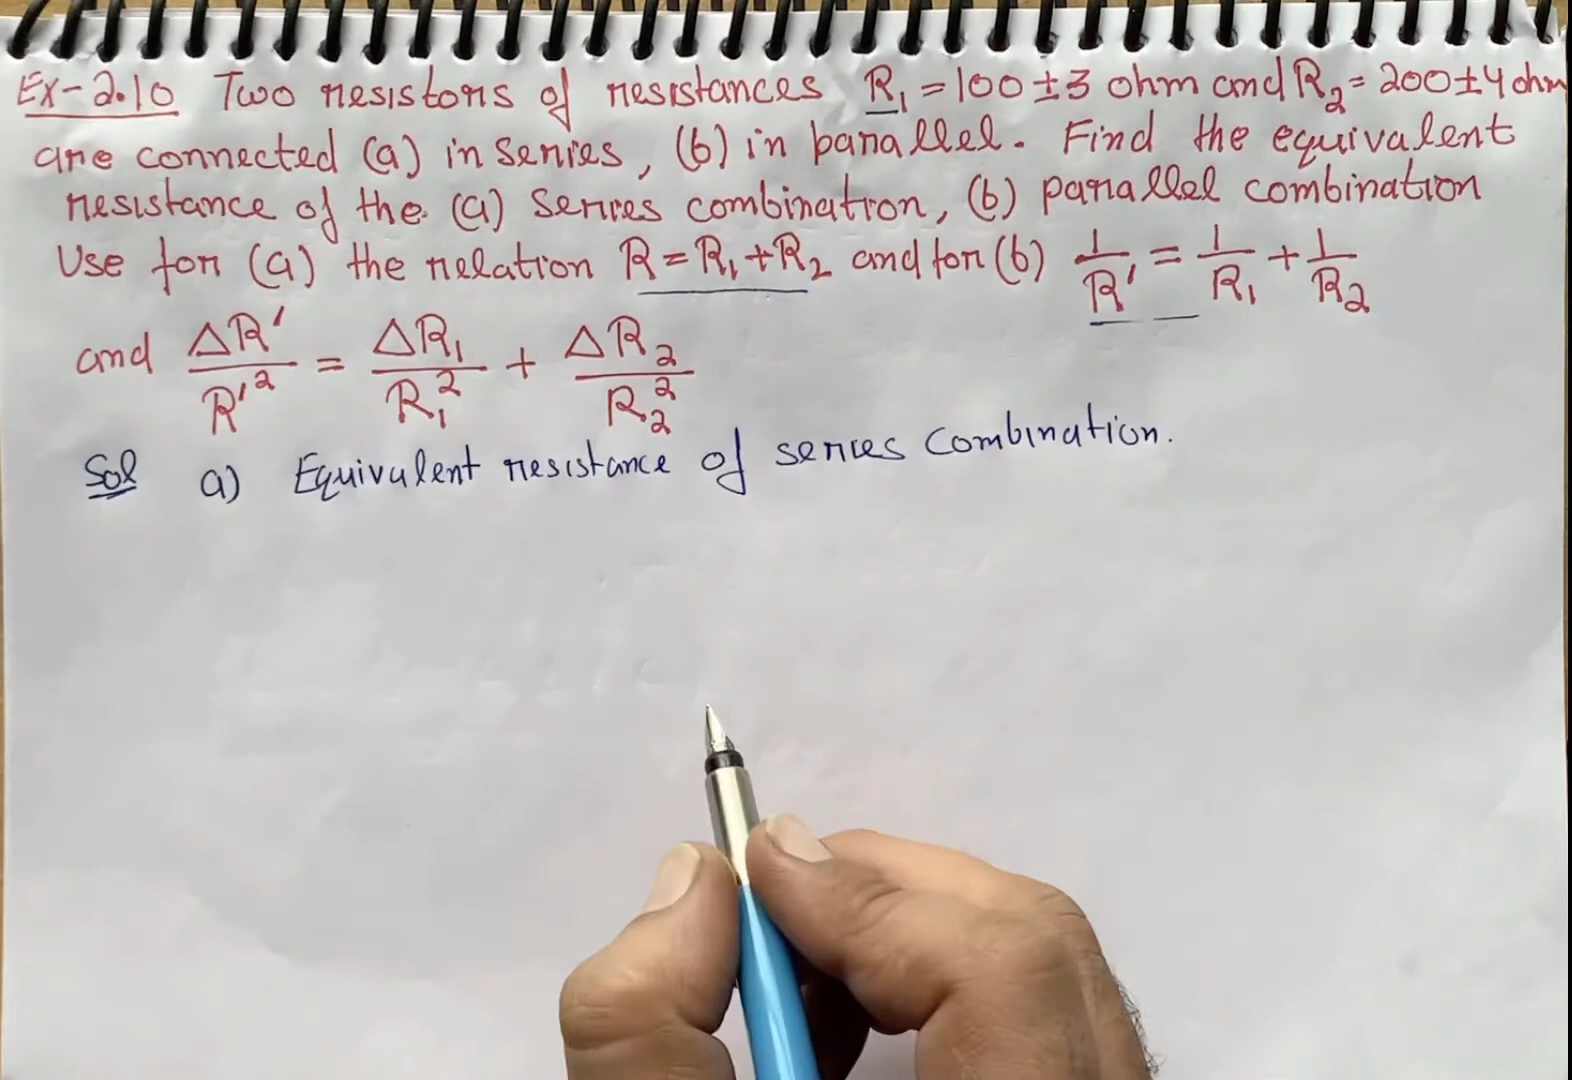 Ex-2.10 Two resistors of resistances R₁ = 100 ± 3 ohm and R₂ = 200 ± 4 ohm
are connected (a) in series, (b) in parallel. Find the equivalent
resistance of the (a) series combination, (b) parallel combination
Use for (a) the relation R = R₁ + R₂ and for (b) 1/R' = 1/R₁ + 1/R₂
and ΔR'/R'² = ΔR₁/R₁² + ΔR₂/R₂²
Sol a) Equivalent resistance of series combination.